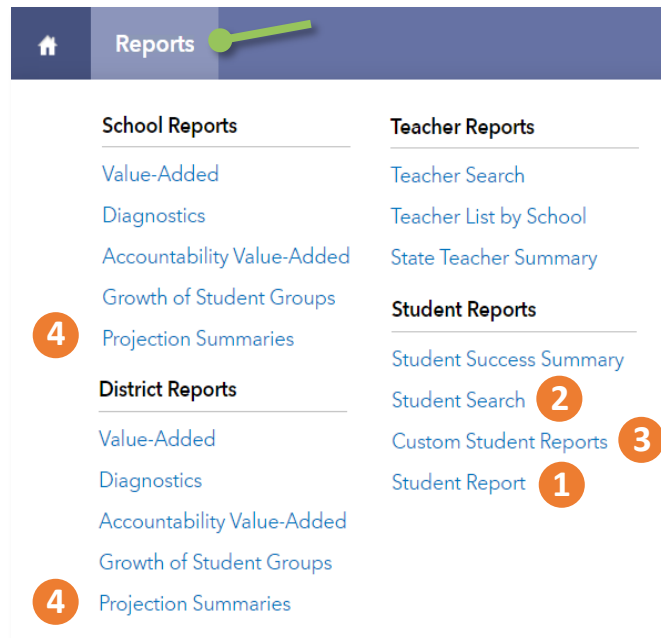 Reports
School Reports
Value-Added
Diagnostics
Accountability Value-Added
Growth of Student Groups
4 Projection Summaries
District Reports
Value-Added
Diagnostics
Accountability Value-Added
Growth of Student Groups
4 Projection Summaries
Teacher Reports
Teacher Search
Teacher List by School
State Teacher Summary
Student Reports
Student Success Summary
Student Search 2
Custom Student Reports 3
Student Report 1